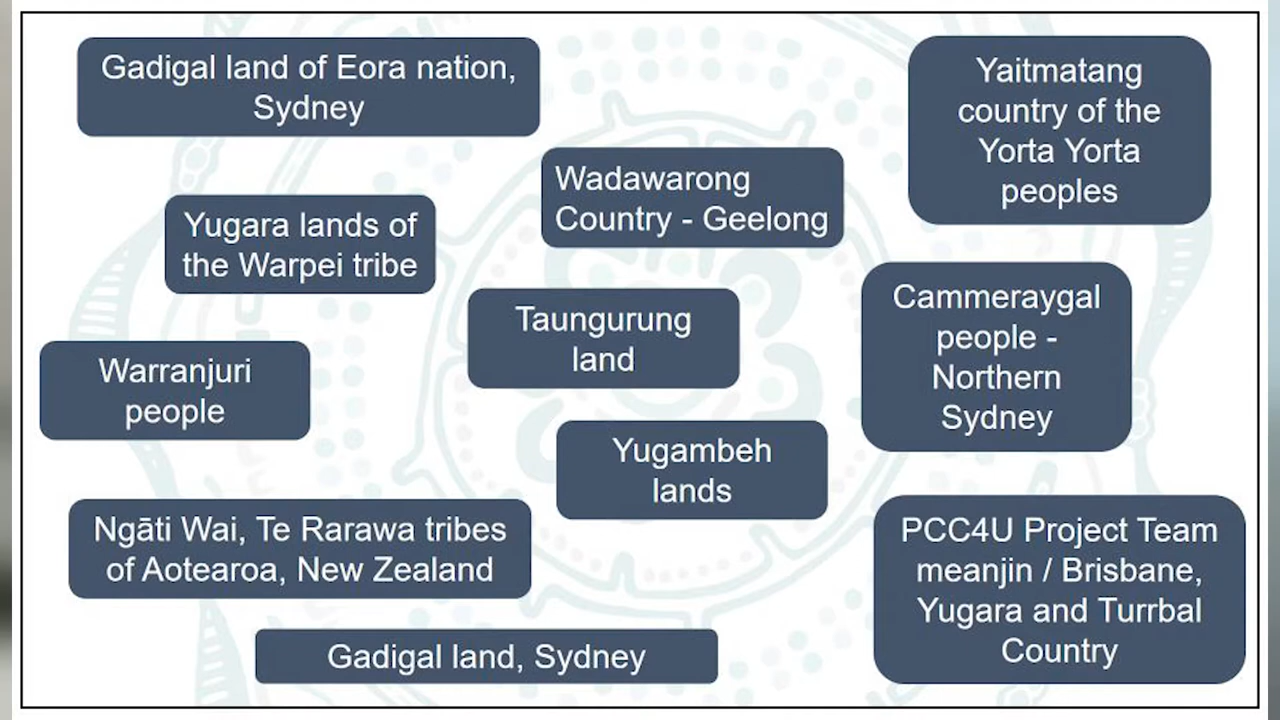 Gadigal land of Eora nation,
Sydney
Yaitmatang
country of the
Yorta Yorta
peoples
Wadawarong
Country - Geelong
Yugara lands of
the Warpei tribe
Cammeraygal
people -
Northern
Sydney
Taungurung
land
Warranjuri
people
Yugambeh
lands
Ngāti Wai, Te Rarawa tribes
of Aotearoa, New Zealand
PCC4U Project Team
meanjin / Brisbane,
Yugara and Turrbal
Country
Gadigal land, Sydney